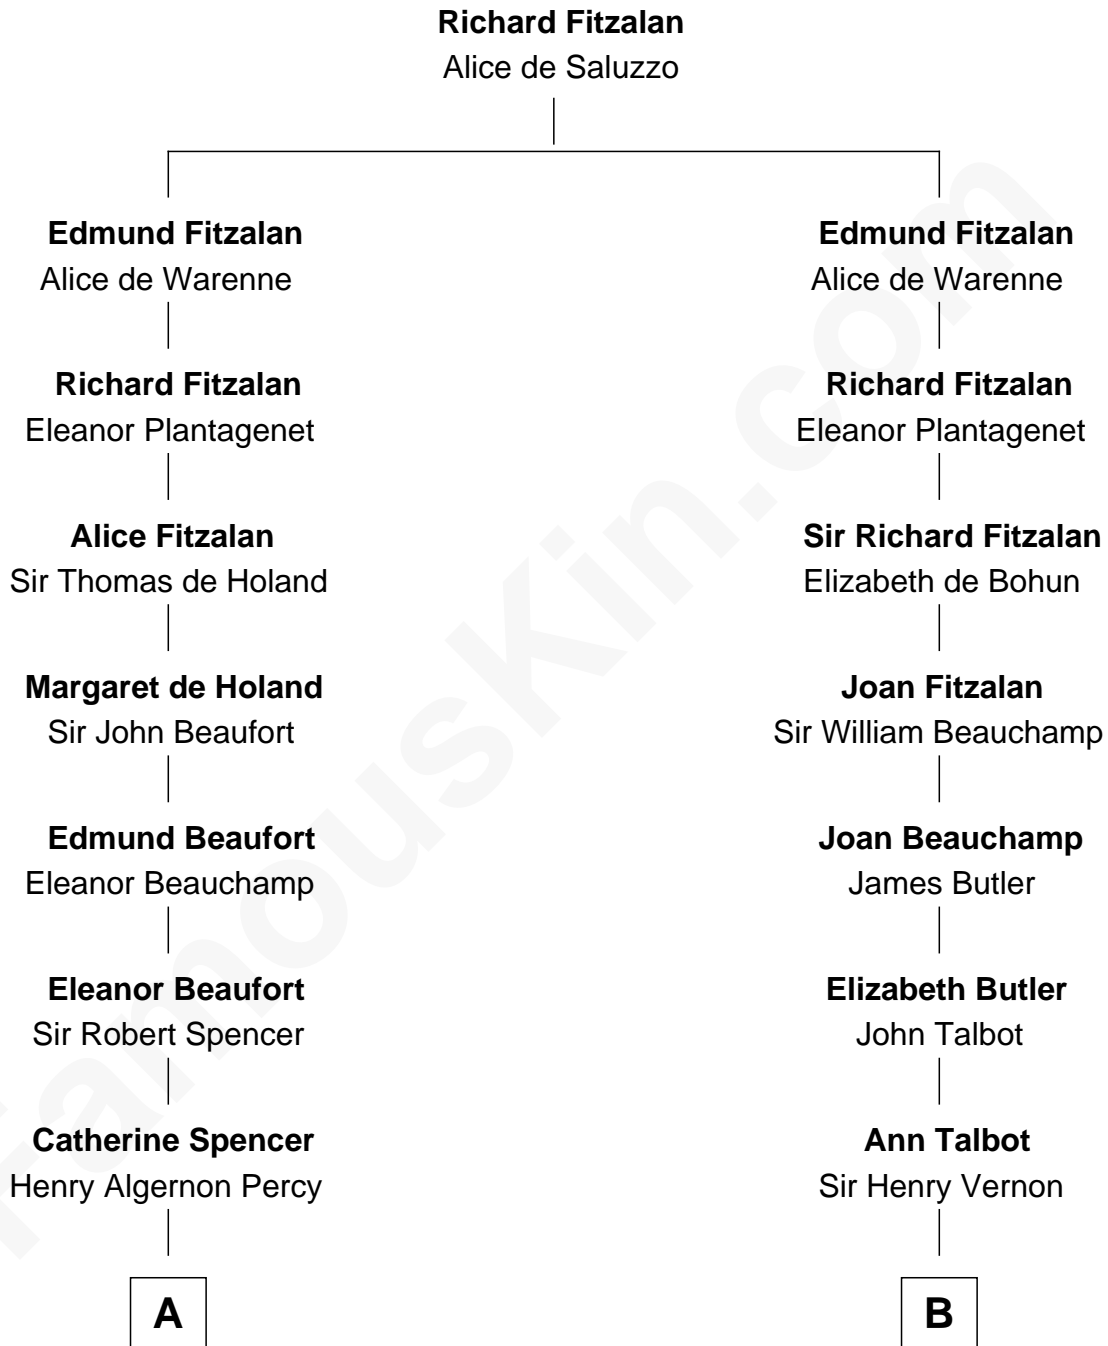 Richard Fitzalan
Alice de Saluzzo
Edmund Fitzalan
Alice de Warenne
Richard Fitzalan
Eleanor Plantagenet
Alice Fitzalan
Sir Thomas de Holand
Margaret de Holand
Sir John Beaufort
Edmund Beaufort
Eleanor Beauchamp
Eleanor Beaufort
Sir Robert Spencer
Catherine Spencer
Henry Algernon Percy
A
Edmund Fitzalan
Alice de Warenne
Richard Fitzalan
Eleanor Plantagenet
Sir Richard Fitzalan
Elizabeth de Bohun
Joan Fitzalan
Sir William Beauchamp
Joan Beauchamp
James Butler
Elizabeth Butler
John Talbot
Ann Talbot
Sir Henry Vernon
B
FamousKin.com